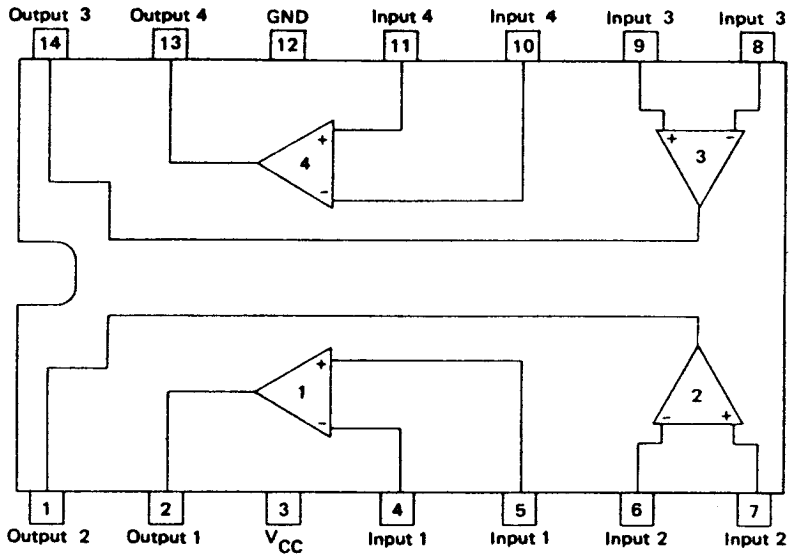 Output 3 Output 4 GND Input 4 Input 4 Input 3 Input 3
14 13 12 11 10 9 8
+ + -
4 3
-
+ 2
1
- - +
1 2 3 4 5 6 7
Output 2 Output 1 VCC Input 1 Input 1 Input 2 Input 2